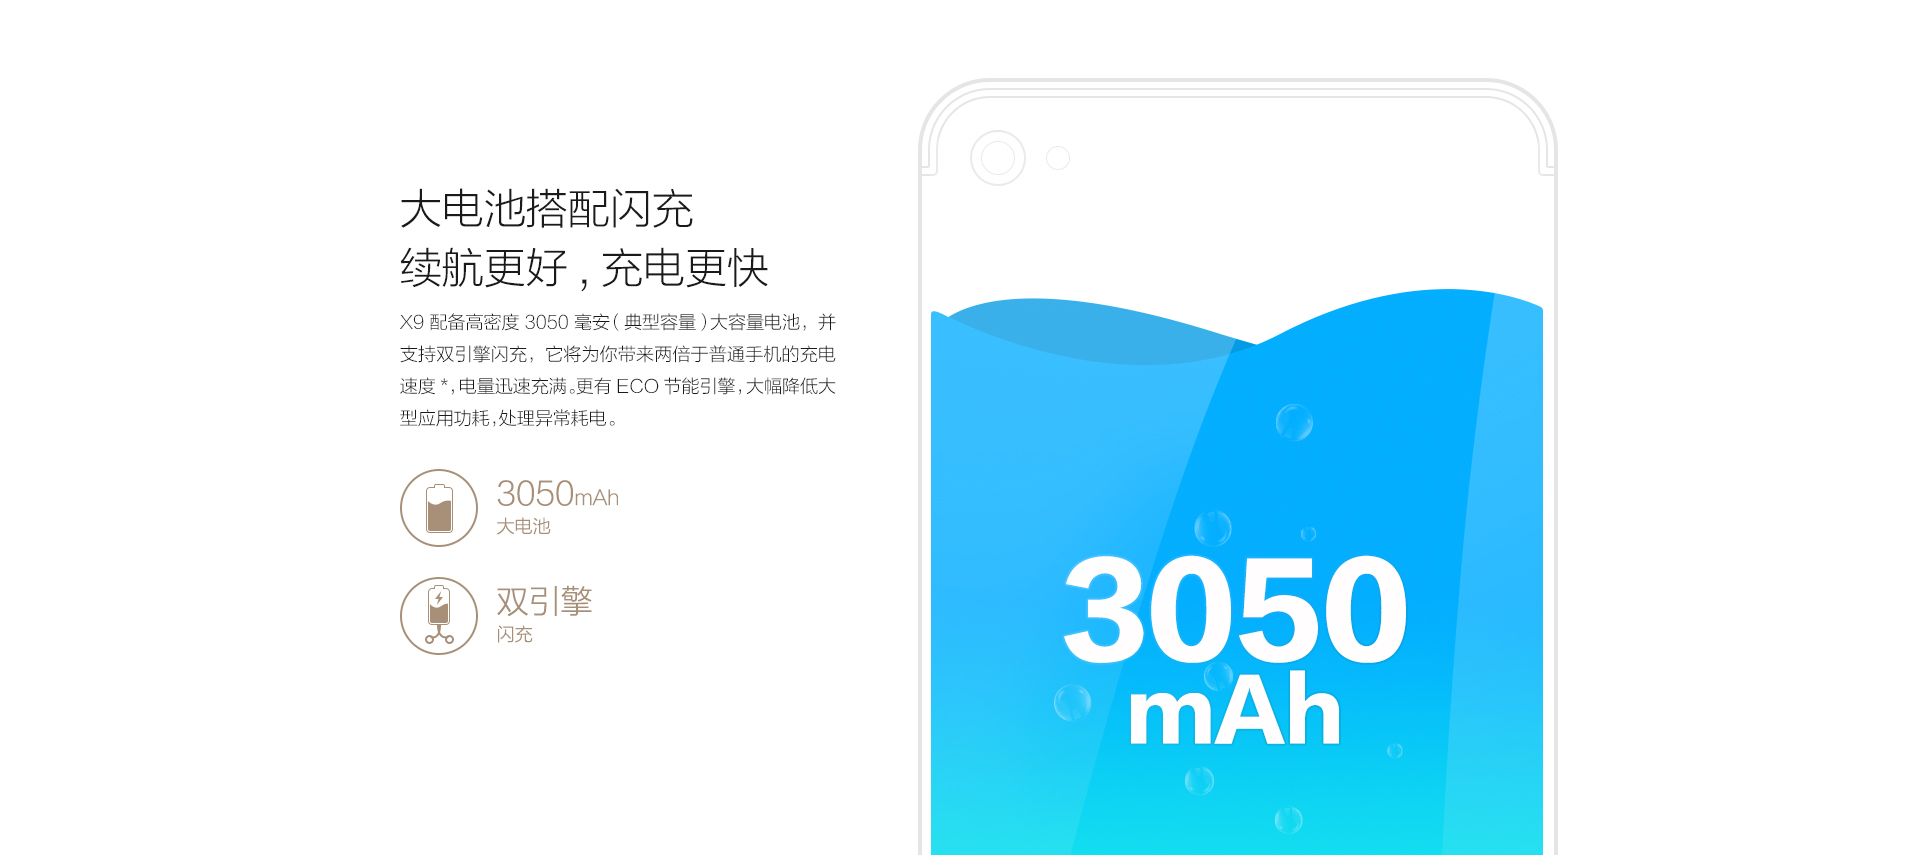 大电池搭配闪充
续航更好，充电更快
X9 配备高密度 3050 毫安（典型容量）大容量电池，并
支持双引擎闪充，它将为你带来两倍于普通手机的充电
速度 *，电量迅速充满。更有 ECO 节能引擎，大幅降低大
型应用功耗，处理异常耗电。
3050mAh
大电池
双引擎
闪充
3050
mAh